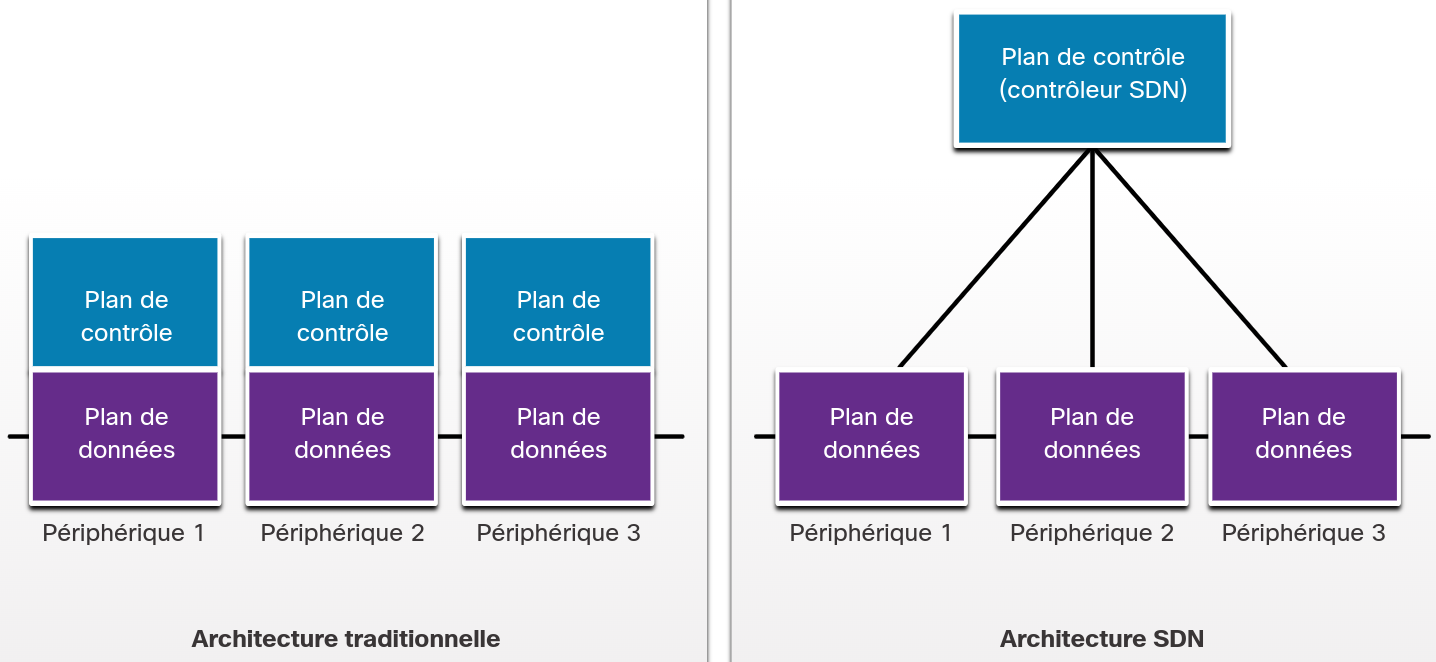 Plan de
contrôle
Plan de
contrôle
Plan de
contrôle
Plan de
données
Plan de
données
Plan de
données
Périphérique 1
Périphérique 2
Périphérique 3
Architecture traditionnelle
Plan de contrôle
(contrôleur SDN)
Plan de
données
Plan de
données
Plan de
données
Périphérique 1
Périphérique 2
Périphérique 3
Architecture SDN